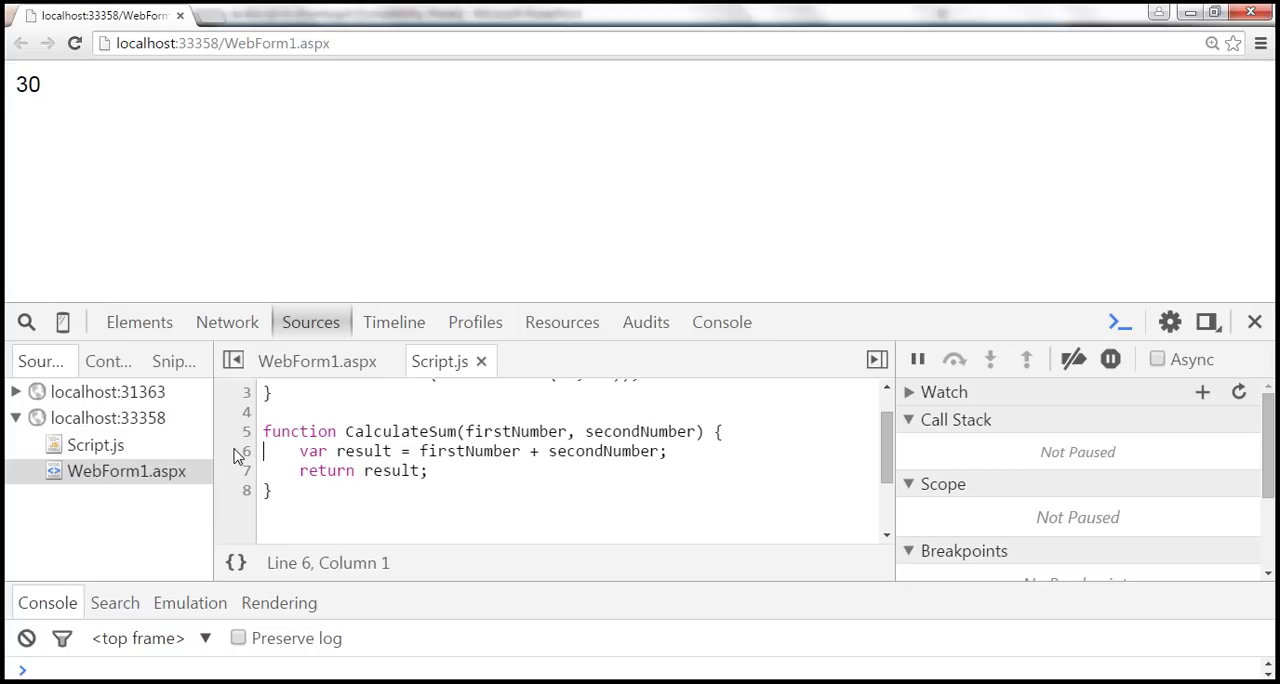 localhost:33358/WebForm
localhost:33358/WebForm1.aspx
30
Elements Network Sources Timeline Profiles Resources Audits Console
Sour... Cont... Snip... WebForm1.aspx Script.js Async
localhost:31363
localhost:33358
Script.js
WebForm1.aspx
3 }
4
5 function CalculateSum(firstNumber, secondNumber) {
6 var result = firstNumber + secondNumber;
7 return result;
8 }
{} Line 6, Column 1
Watch
Call Stack
Not Paused
Scope
Not Paused
Breakpoints
Console Search Emulation Rendering
<top frame> Preserve log